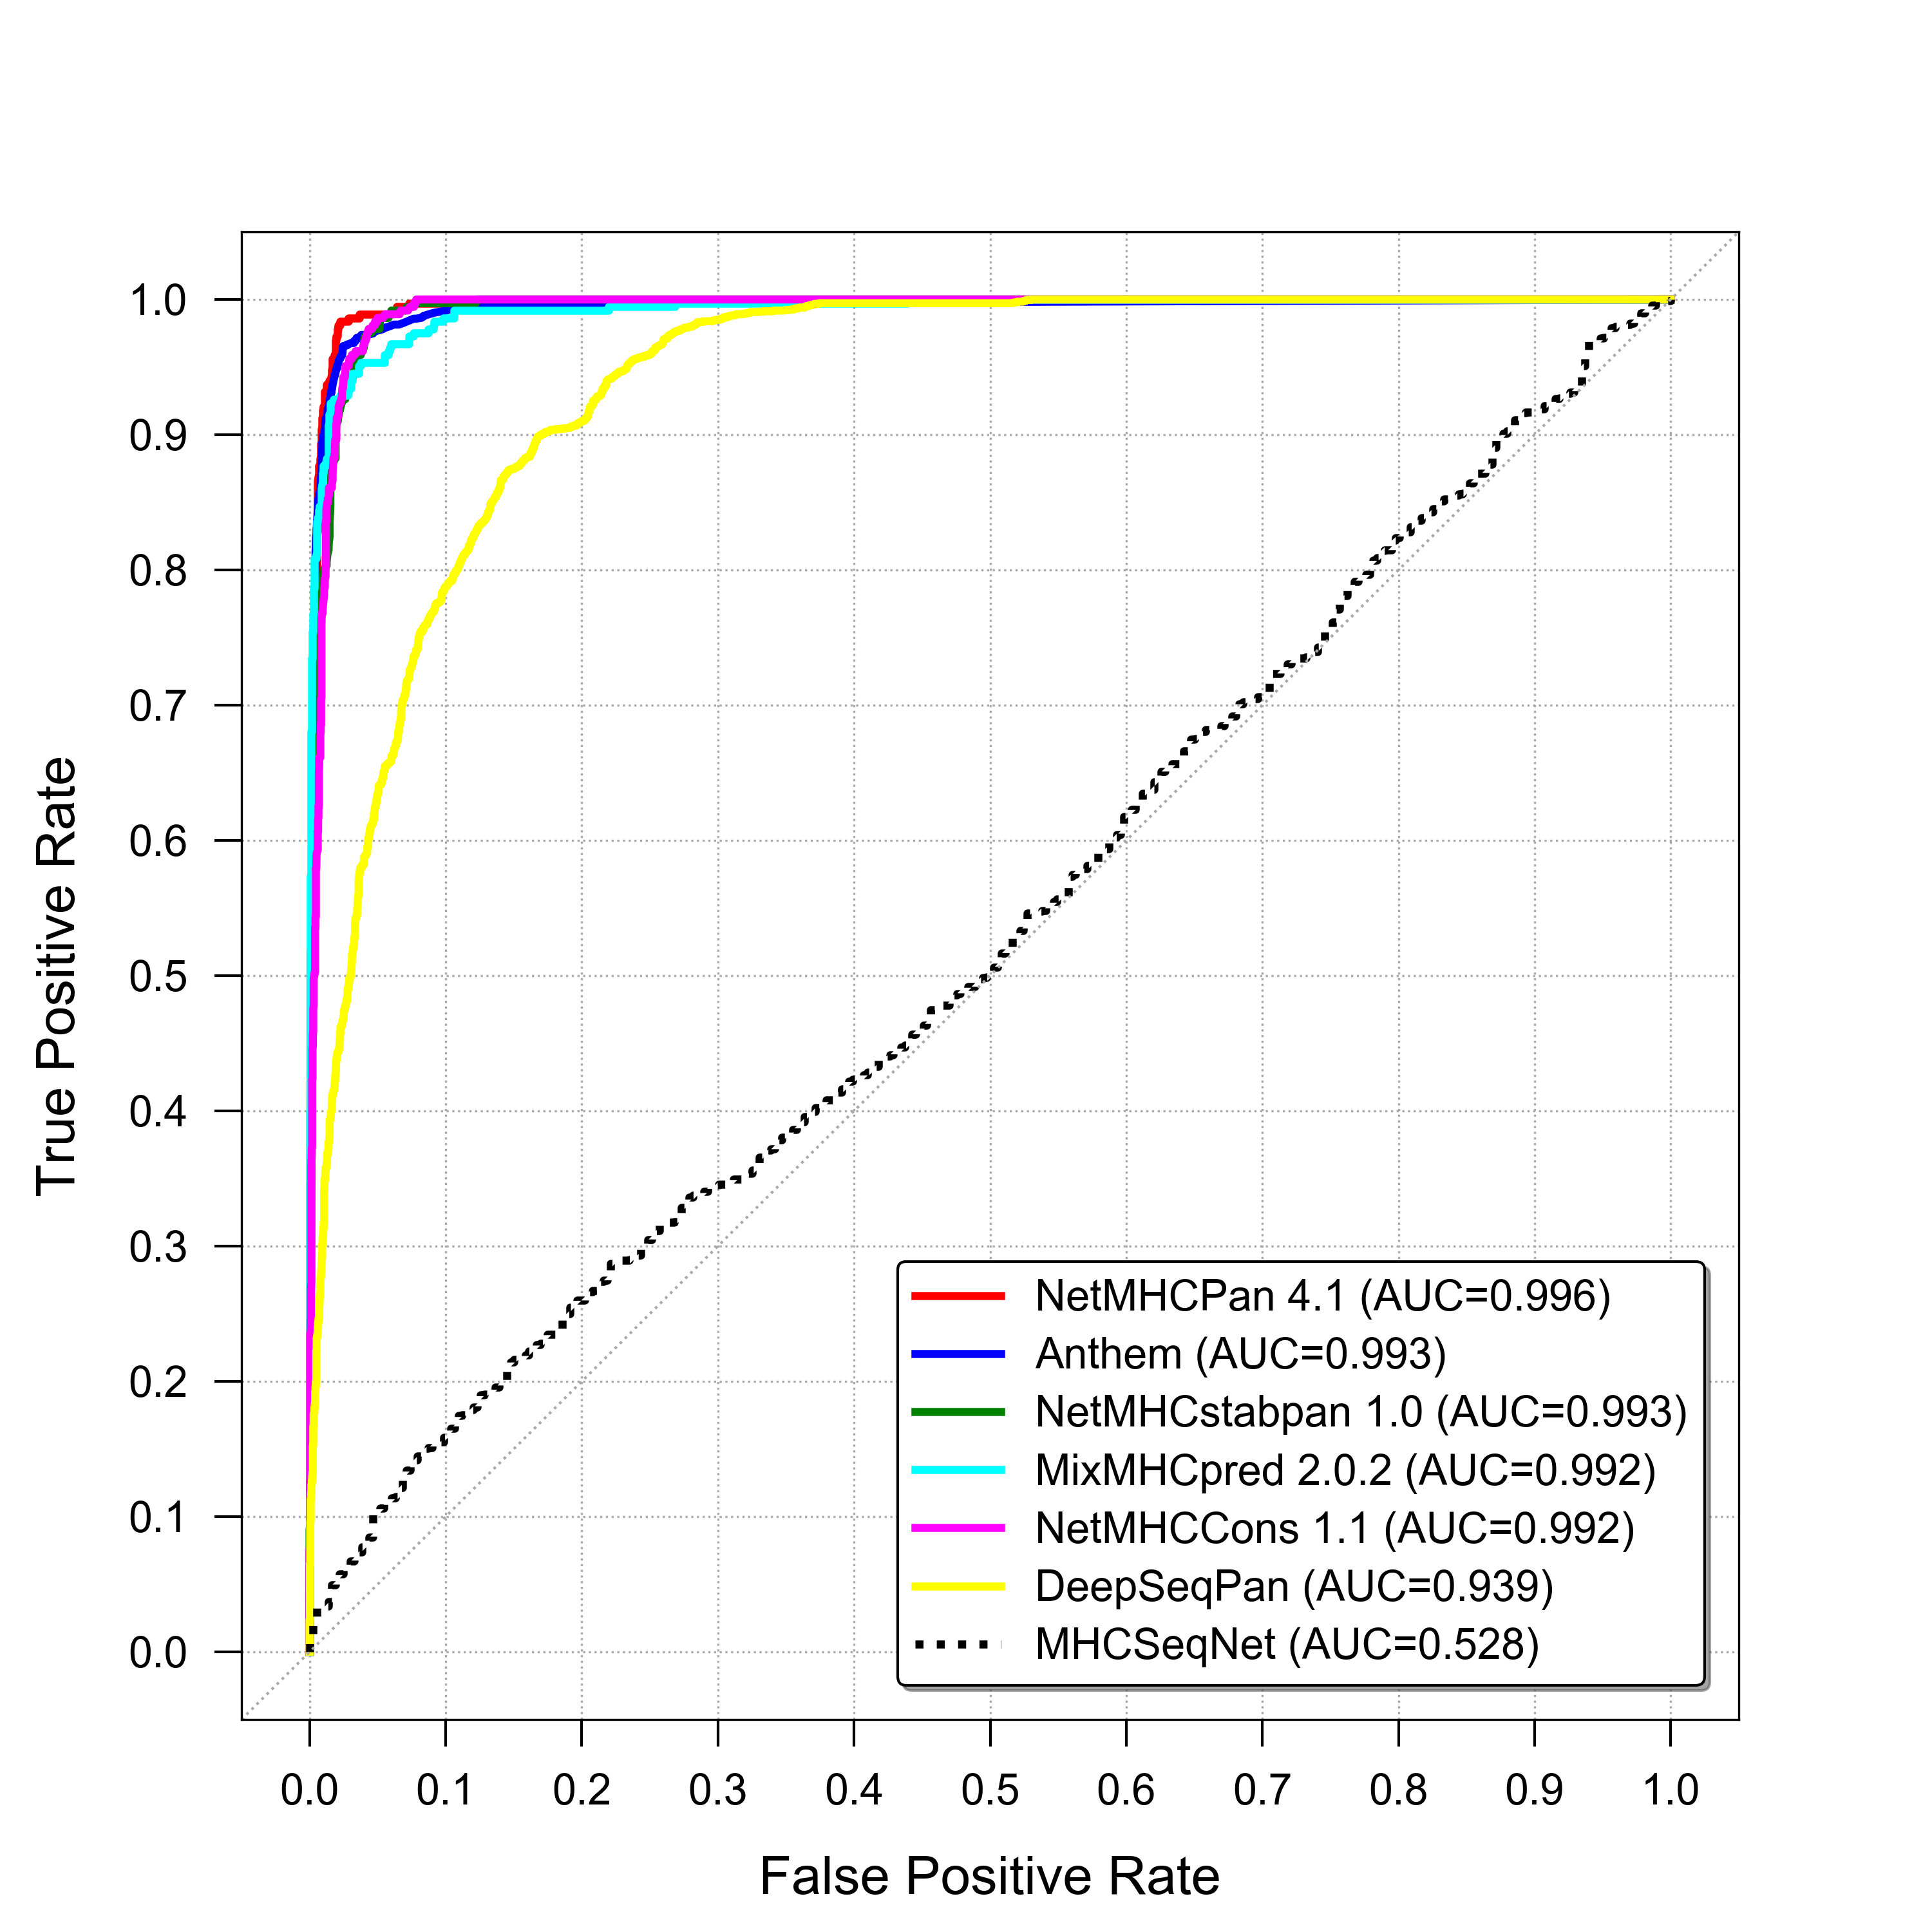 1.0
0.9
0.8
0.7
0.6
0.5
0.4
0.3
0.2
0.1
0.0
True Positive Rate
NetMHCPan 4.1 (AUC=0.996)
Anthem (AUC=0.993)
NetMHCstabpan 1.0 (AUC=0.993)
MixMHCpred 2.0.2 (AUC=0.992)
NetMHCCons 1.1 (AUC=0.992)
DeepSeqPan (AUC=0.939)
MHCSeqNet (AUC=0.528)
0.0 0.1 0.2 0.3 0.4 0.5 0.6 0.7 0.8 0.9 1.0
False Positive Rate